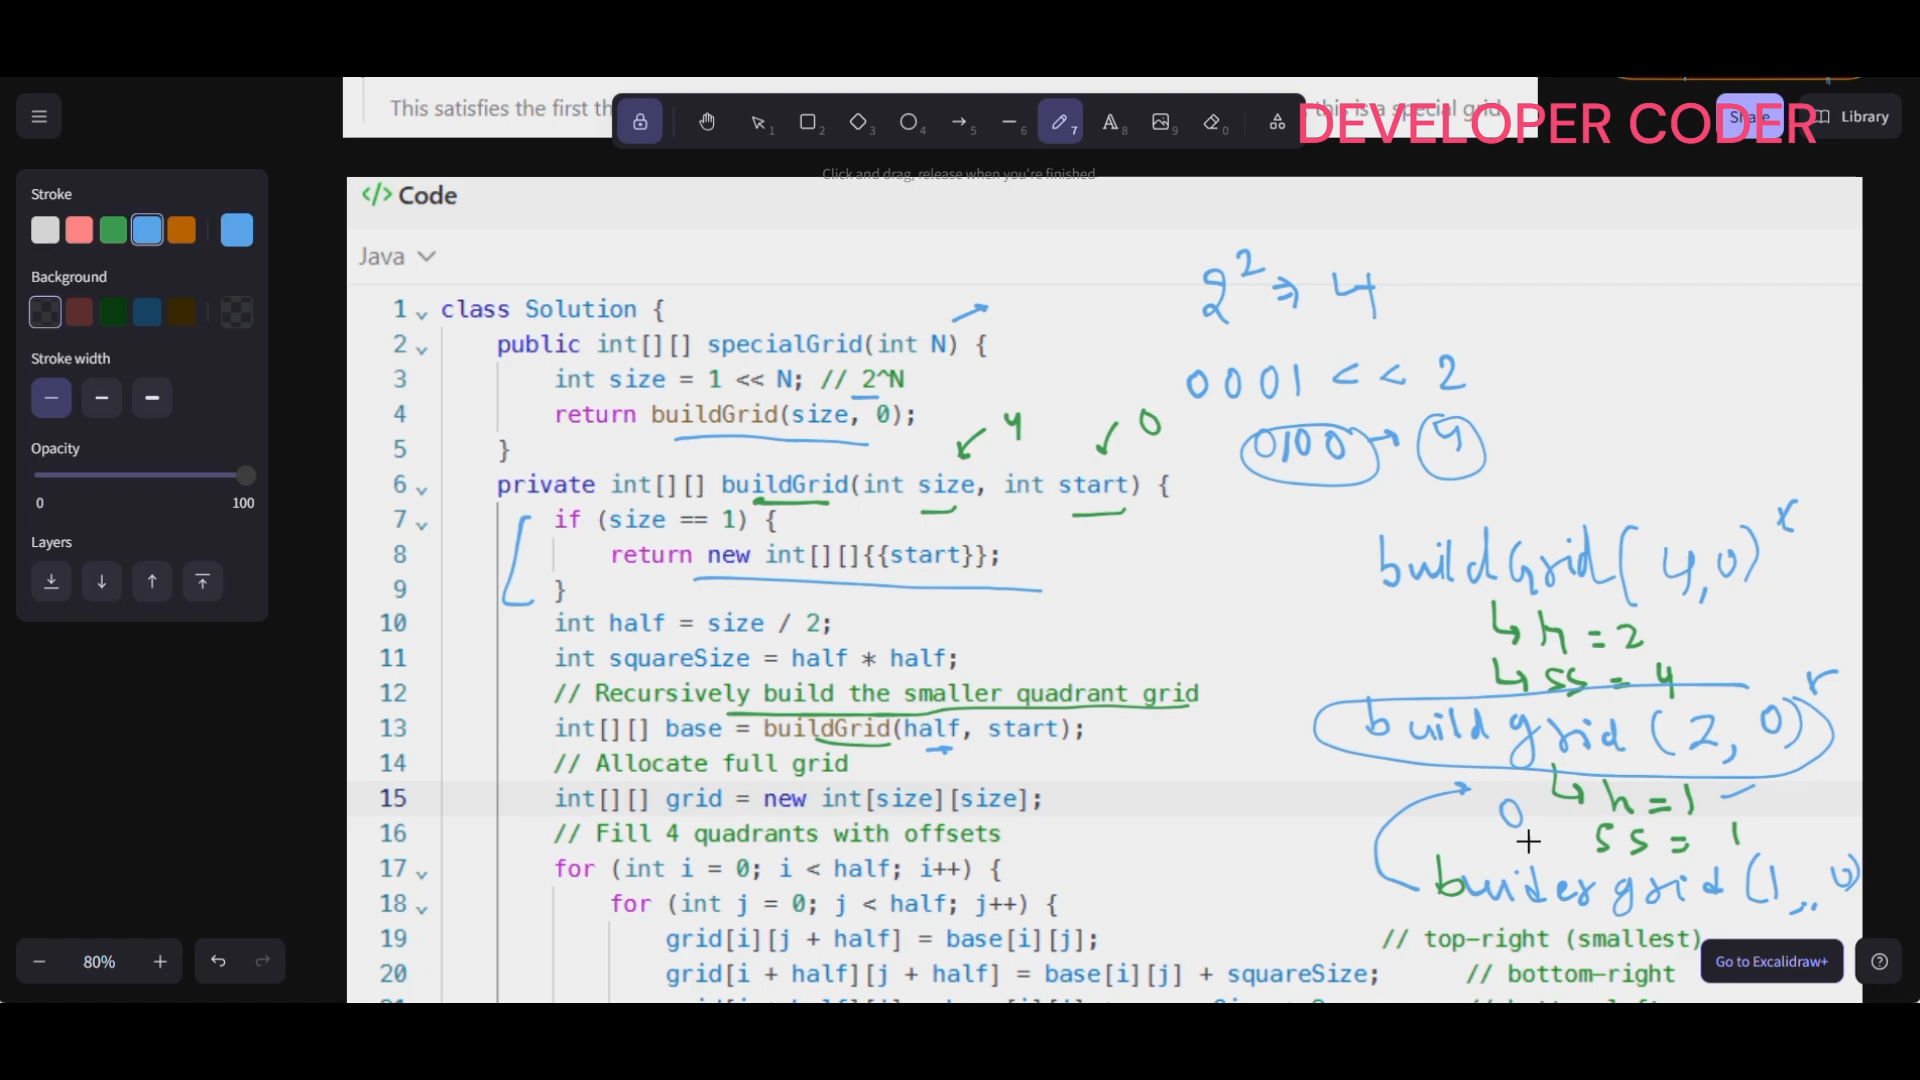 This satisfies the first th
this is a special grid
DEVELOPER CODER
Library
Click and drag, release when you're finished
Stroke
Background
Stroke width
Opacity
0 100
Layers
80%
Go to Excalidraw+
</> Code
Java
1 class Solution {
2 public int[][] specialGrid(int N) {
3 int size = 1 << N; // 2^N
4 return buildGrid(size, 0);
5 }
6 private int[][] buildGrid(int size, int start) {
7 if (size == 1) {
8 return new int[][]{{start}};
9 }
10 int half = size / 2;
11 int squareSize = half * half;
12 // Recursively build the smaller quadrant grid
13 int[][] base = buildGrid(half, start);
14 // Allocate full grid
15 int[][] grid = new int[size][size];
16 // Fill 4 quadrants with offsets
17 for (int i = 0; i < half; i++) {
18 for (int j = 0; j < half; j++) {
19 grid[i][j + half] = base[i][j]; // top-right (smallest)
20 grid[i + half][j + half] = base[i][j] + squareSize; // bottom-right
2² ⇒ 4
0001 << 2
0100 → 4
4 0
buildGrid(4,0) x
↳ h = 2
↳ ss = 4
buildgrid(2, 0) r
↳ h = 1
0
ss = 1
buidergrid(1, 0)